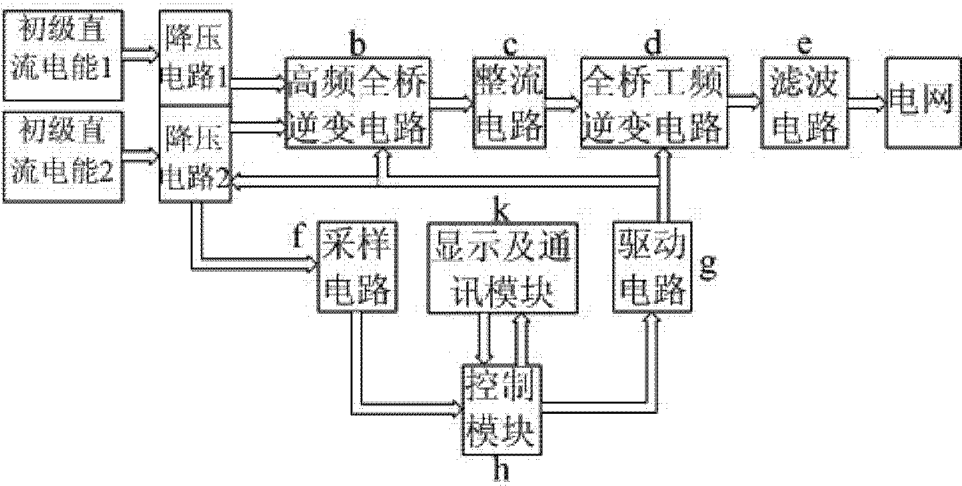 初级直
流电能1
降压
电路1
初级直
流电能2
降压
电路2
b
高频全桥
逆变电路
c
整流
电路
d
全桥工频
逆变电路
e
滤波
电路
电网
f
采样
电路
k
显示及通
讯模块
驱动
电路
g
控制
模块
h